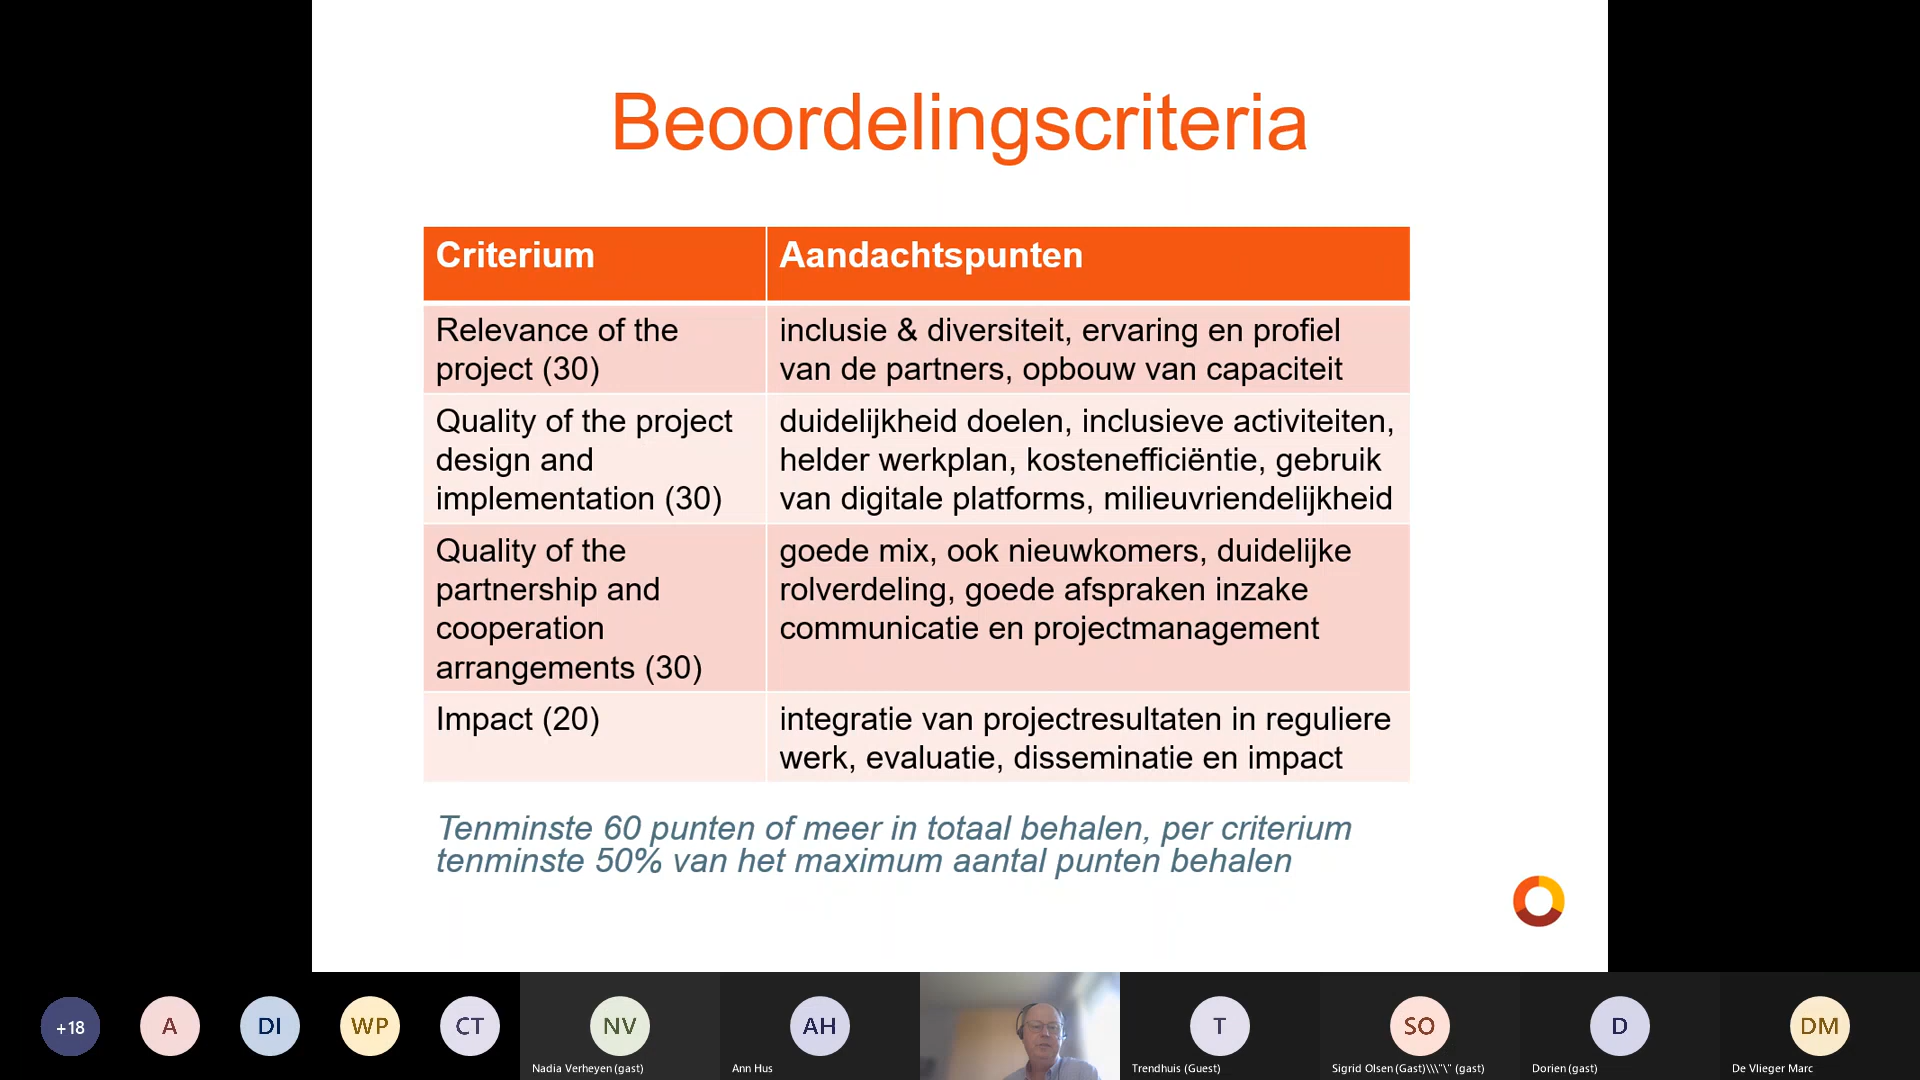 Beoordelingscriteria
Criterium
Aandachtspunten
Relevance of the
project (30)
inclusie & diversiteit, ervaring en profiel
van de partners, opbouw van capaciteit
Quality of the project
design and
implementation (30)
duidelijkheid doelen, inclusieve activiteiten,
helder werkplan, kostenefficiëntie, gebruik
van digitale platforms, milieuvriendelijkheid
Quality of the
partnership and
cooperation
arrangements (30)
goede mix, ook nieuwkomers, duidelijke
rolverdeling, goede afspraken inzake
communicatie en projectmanagement
Impact (20)
integratie van projectresultaten in reguliere
werk, evaluatie, disseminatie en impact
Tenminste 60 punten of meer in totaal behalen, per criterium
tenminste 50% van het maximum aantal punten behalen
+18
A
DI
WP
CT
NV
Nadia Verheyen (gast)
AH
Ann Hus
T
Trendhuis (Guest)
SO
Sigrid Olsen (Gast)\\\"\" (gast)
D
Dorien (gast)
DM
De Vlieger Marc